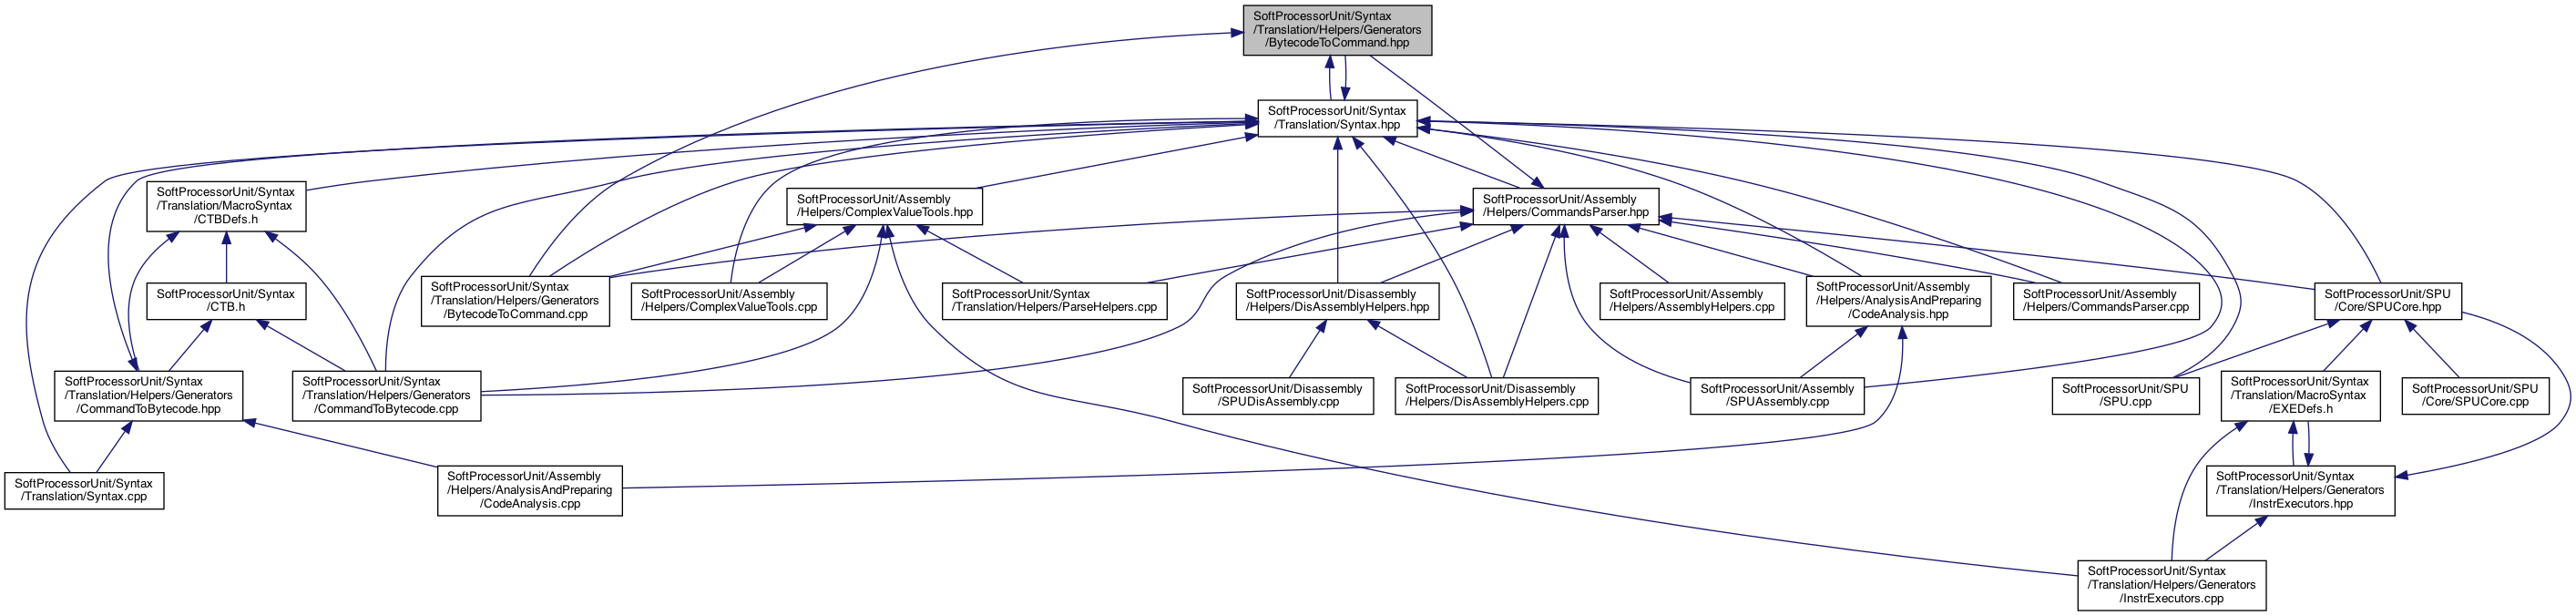 SoftProcessorUnit/Syntax
/Translation/Helpers/Generators
/BytecodeToCommand.hpp
SoftProcessorUnit/Syntax
/Translation/Syntax.hpp
SoftProcessorUnit/Syntax
/Translation/MacroSyntax
/CTBDefs.h
SoftProcessorUnit/Assembly
/Helpers/ComplexValueTools.hpp
SoftProcessorUnit/Assembly
/Helpers/CommandsParser.hpp
SoftProcessorUnit/Syntax
/CTB.h
SoftProcessorUnit/Syntax
/Translation/Helpers/Generators
/BytecodeToCommand.cpp
SoftProcessorUnit/Assembly
/Helpers/ComplexValueTools.cpp
SoftProcessorUnit/Syntax
/Translation/Helpers/ParseHelpers.cpp
SoftProcessorUnit/Disassembly
/Helpers/DisAssemblyHelpers.hpp
SoftProcessorUnit/Assembly
/Helpers/AssemblyHelpers.cpp
SoftProcessorUnit/Assembly
/Helpers/AnalysisAndPreparing
/CodeAnalysis.hpp
SoftProcessorUnit/Assembly
/Helpers/CommandsParser.cpp
SoftProcessorUnit/SPU
/Core/SPUCore.hpp
SoftProcessorUnit/Syntax
/Translation/Helpers/Generators
/CommandToBytecode.hpp
SoftProcessorUnit/Syntax
/Translation/Helpers/Generators
/CommandToBytecode.cpp
SoftProcessorUnit/Disassembly
/SPUDisAssembly.cpp
SoftProcessorUnit/Disassembly
/Helpers/DisAssemblyHelpers.cpp
SoftProcessorUnit/Assembly
/SPUAssembly.cpp
SoftProcessorUnit/SPU
/SPU.cpp
SoftProcessorUnit/Syntax
/Translation/MacroSyntax
/EXEDefs.h
SoftProcessorUnit/SPU
/Core/SPUCore.cpp
SoftProcessorUnit/Syntax
/Translation/Syntax.cpp
SoftProcessorUnit/Assembly
/Helpers/AnalysisAndPreparing
/CodeAnalysis.cpp
SoftProcessorUnit/Syntax
/Translation/Helpers/Generators
/InstrExecutors.hpp
SoftProcessorUnit/Syntax
/Translation/Helpers/Generators
/InstrExecutors.cpp